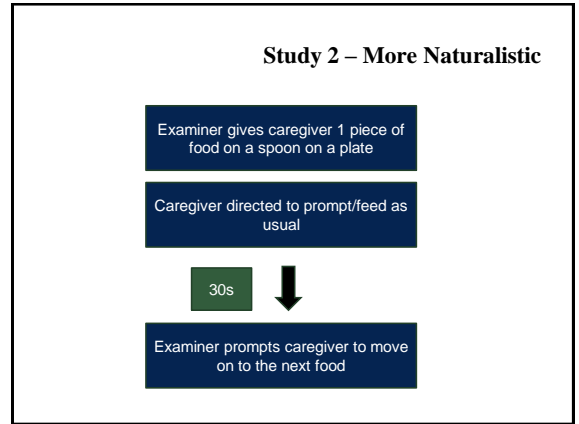 Study 2 – More Naturalistic
Examiner gives caregiver 1 piece of
food on a spoon on a plate
Caregiver directed to prompt/feed as
usual
30s
Examiner prompts caregiver to move
on to the next food